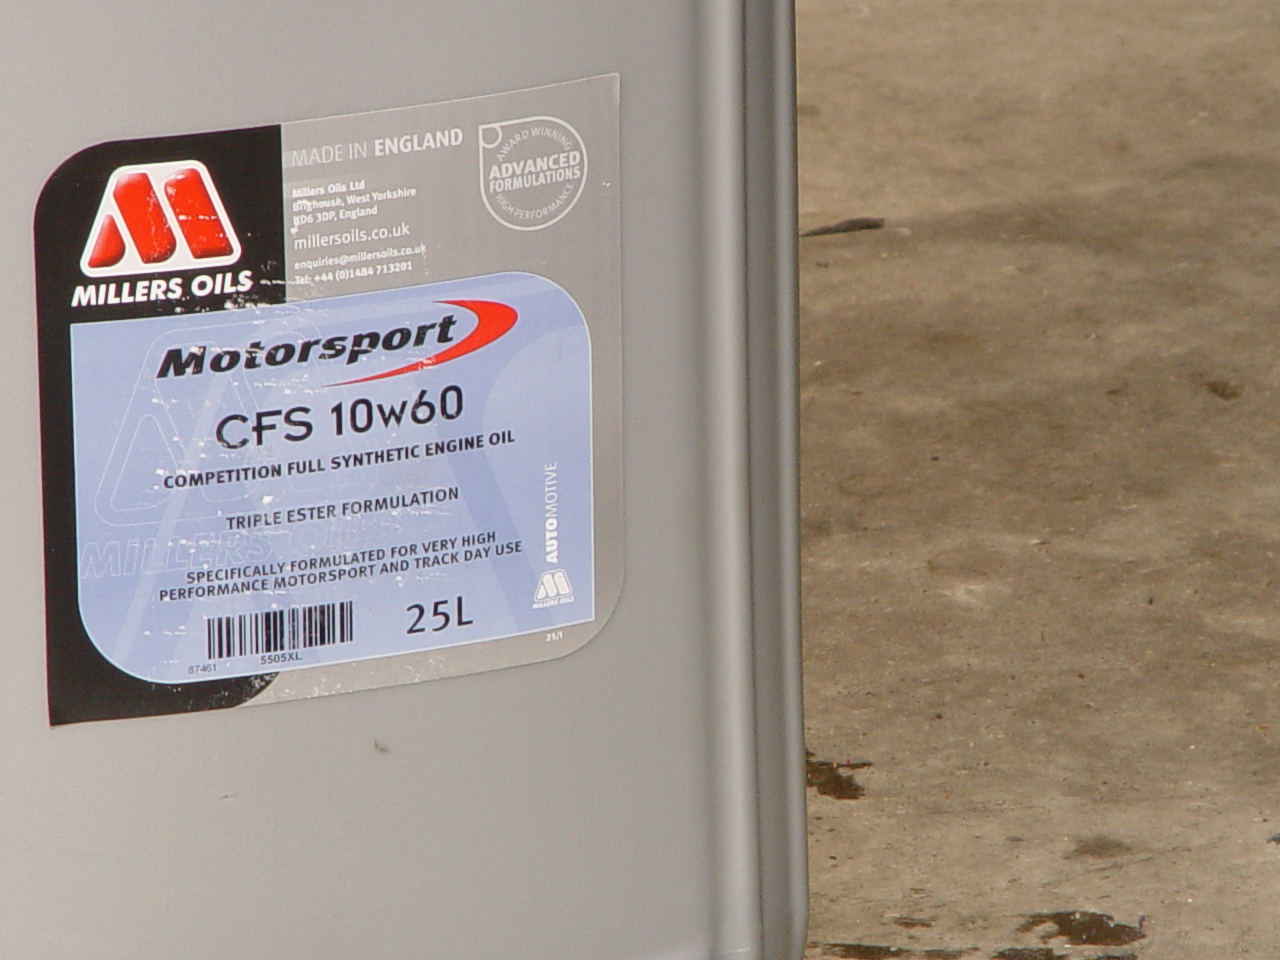 MADE IN ENGLAND
Millers Oils Ltd
Brighouse, West Yorkshire
HD6 3DP, England
millersoils.co.uk
enquiries@millersoils.co.uk
Tel: +44 (0)1484 713201
AWARD WINNING
ADVANCED
FORMULATIONS
HIGH PERFORMANCE
MILLERS OILS
Motorsport
CFS 10w60
COMPETITION FULL SYNTHETIC ENGINE OIL
TRIPLE ESTER FORMULATION
MILLERS OILS
SPECIFICALLY FORMULATED FOR VERY HIGH
PERFORMANCE MOTORSPORT AND TRACK DAY USE
AUTOMOTIVE
MILLERS OILS
25L
87461
5505XL
25/1